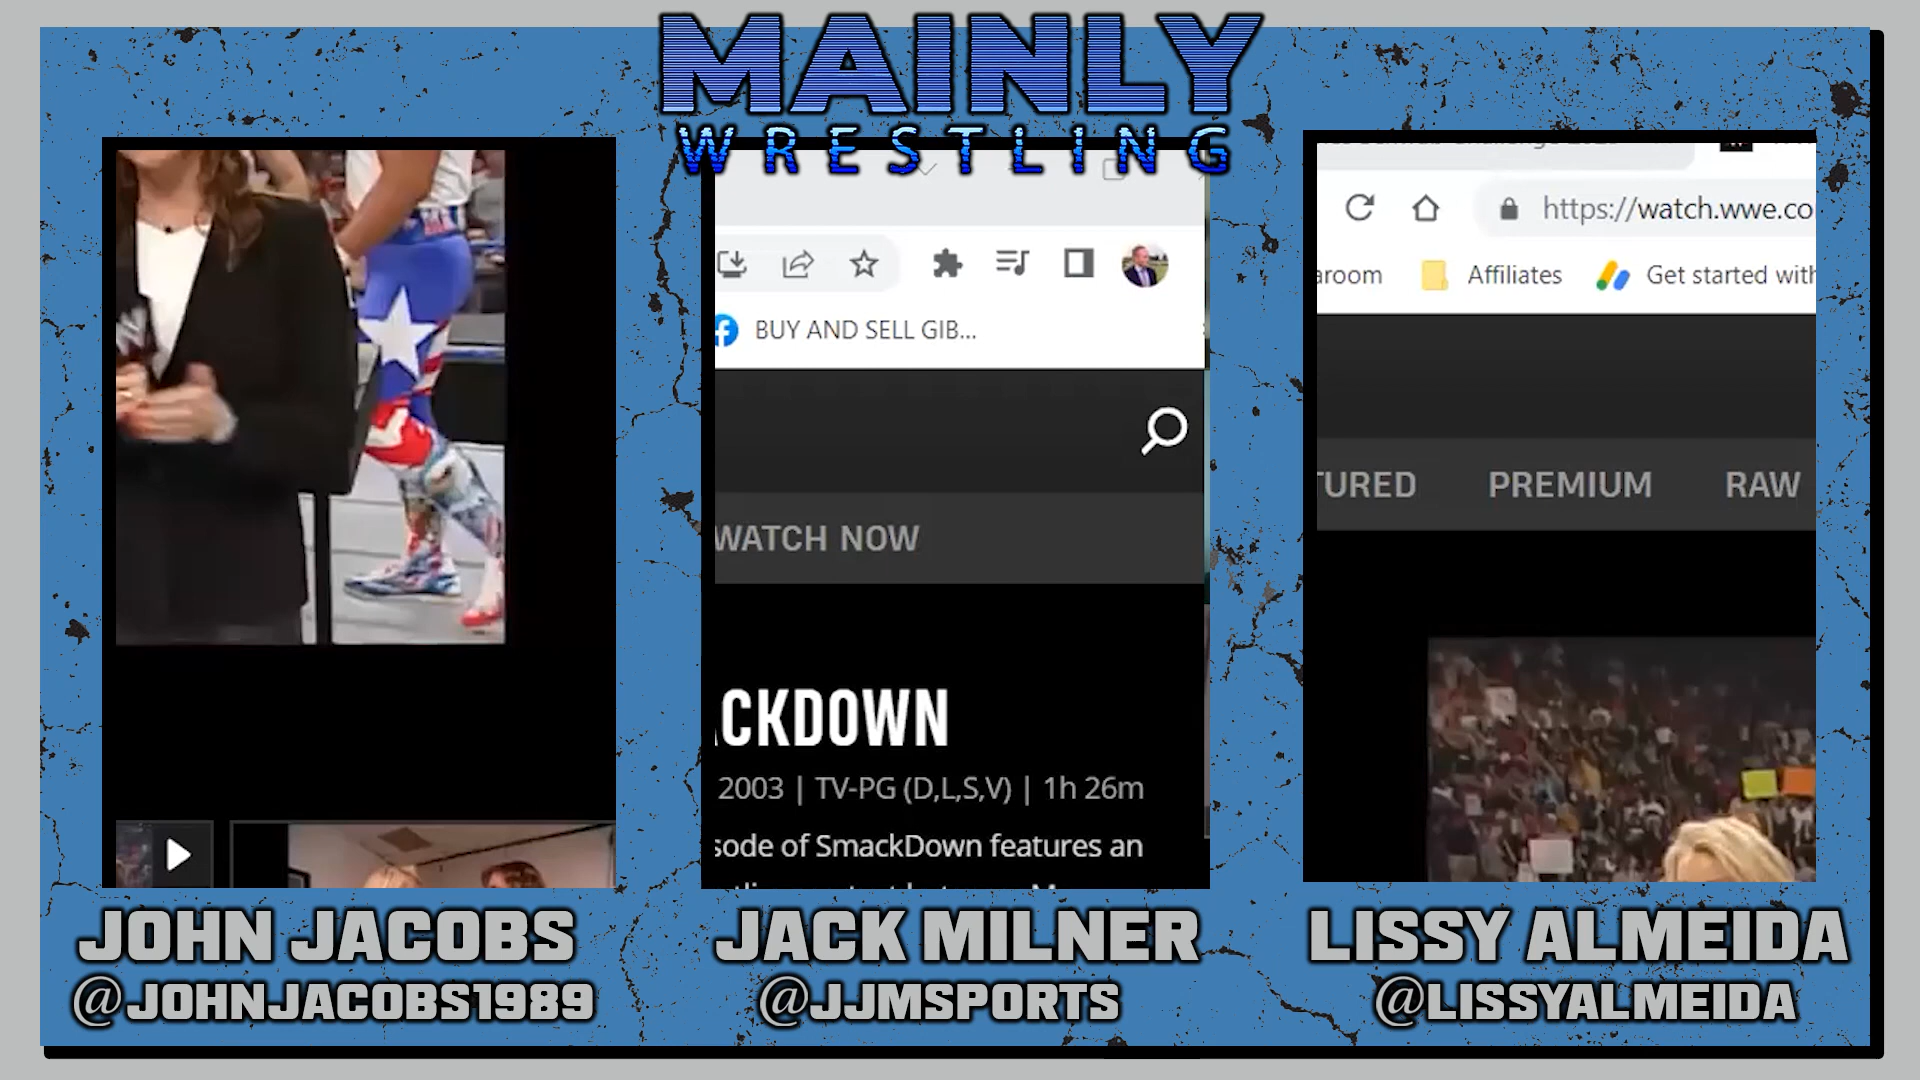 MAINLY
WRESTLING
https://watch.wwe.co
Affiliates
Get started with
BUY AND SELL GIB...
TURED PREMIUM RAW
WATCH NOW
ACKDOWN
2003 | TV-PG (D,L,S,V) | 1h 26m
sode of SmackDown features an
JOHN JACOBS
@JOHNJACOBS1989
JACK MILNER
@JJMSPORTS
LISSY ALMEIDA
@LISSYALMEIDA